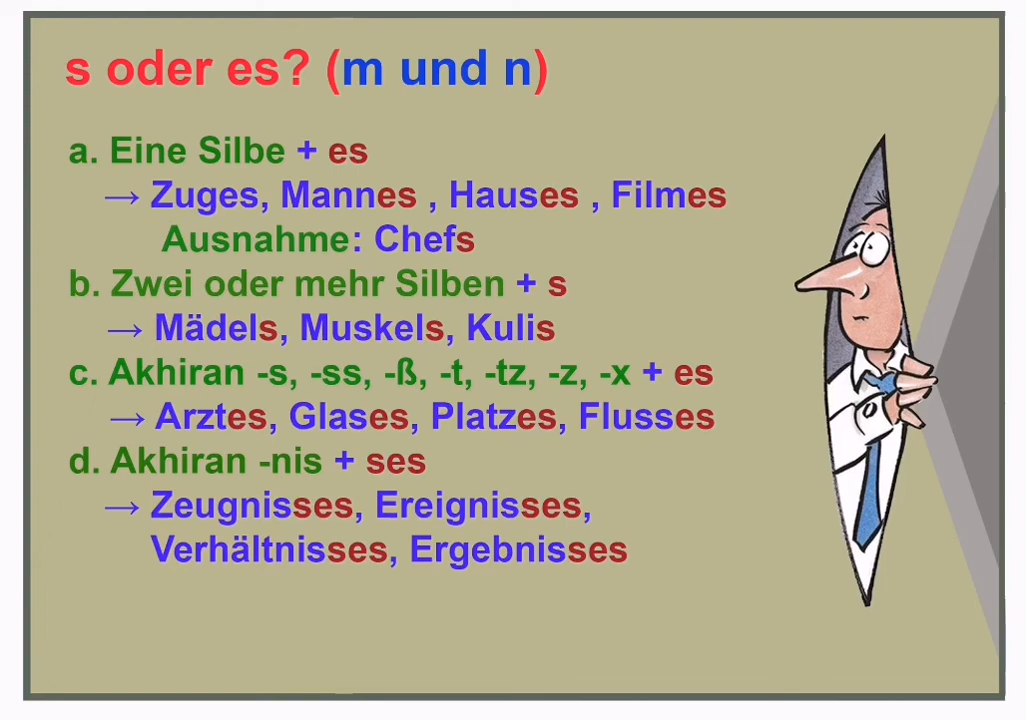 s oder es? (m und n)
a. Eine Silbe + es
→ Zuges, Mannes , Hauses , Filmes
Ausnahme: Chefs
b. Zwei oder mehr Silben + s
→ Mädels, Muskels, Kulis
c. Akhiran -s, -ss, -ß, -t, -tz, -z, -x + es
→ Arztes, Glases, Platzes, Flusses
d. Akhiran -nis + ses
→ Zeugnisses, Ereignisses,
Verhältnisses, Ergebnisses